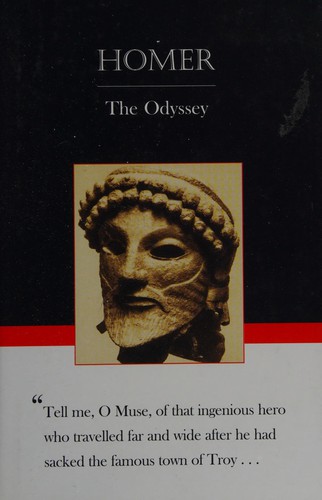 HOMER
The Odyssey
“Tell me, O Muse, of that ingenious hero
who travelled far and wide after he had
sacked the famous town of Troy . . .